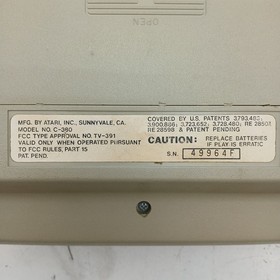 OPEN
MFG. BY ATARI, INC., SUNNYVALE, CA.
MODEL NO. C-380
FCC TYPE APPROVAL NO. TV-391
VALID ONLY WHEN OPERATED PURSUANT
TO FCC RULES, PART 15
PAT. PEND.
COVERED BY U.S. PATENTS 3,793,480;
3,900,886; 3,723,652; 3,728,480; RE 28507
RE 28598 & PATENT PENDING
CAUTION: REPLACE BATTERIES
IF PLAY IS ERRATIC
S.N. 49964F